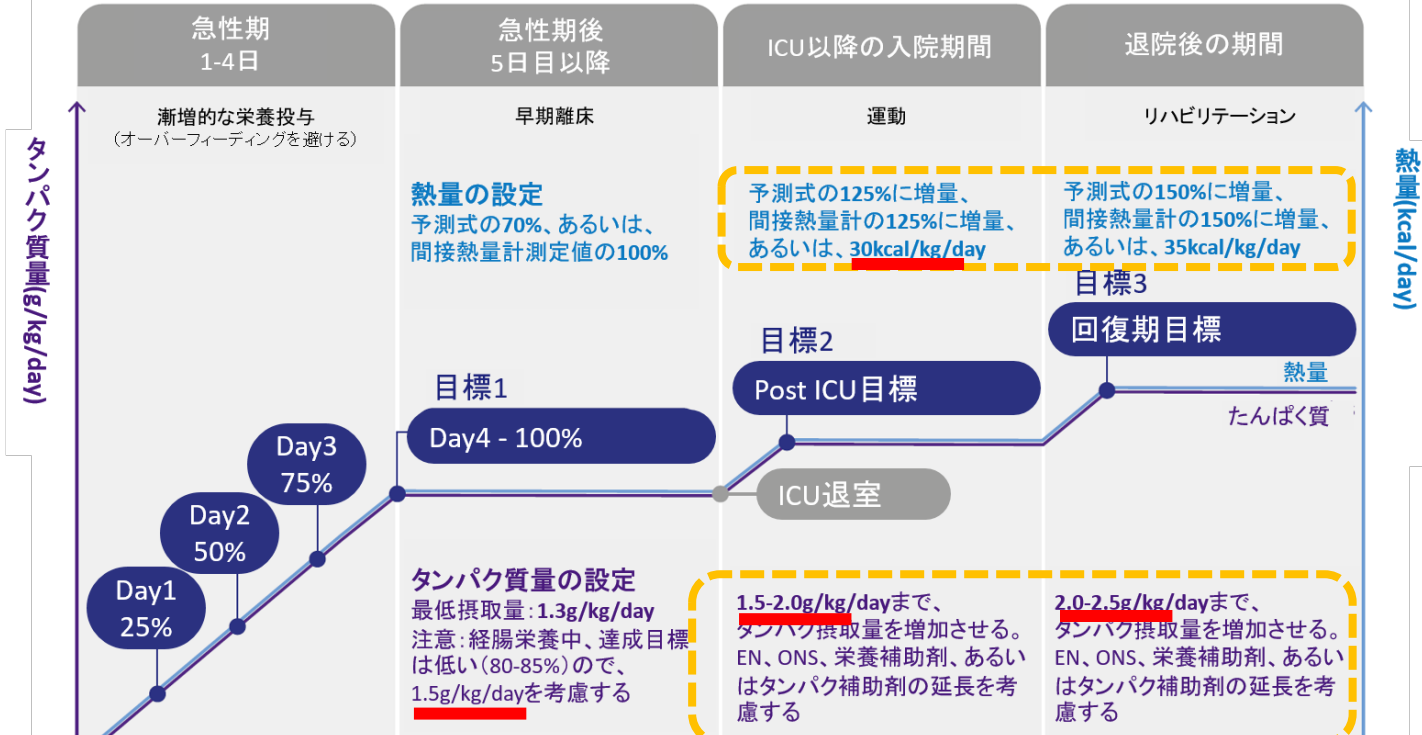 急性期
1-4日
急性期後
5日目以降
ICU以降の入院期間
退院後の期間
漸増的な栄養投与
(オーバーフィーディングを避ける)
早期離床
運動
リハビリテーション
タンパク質量(g/kg/day)
熱量(kcal/day)
熱量の設定
予測式の70%、あるいは、
間接熱量計測定値の100%
予測式の125%に増量、
間接熱量計の125%に増量、
あるいは、30kcal/kg/day
予測式の150%に増量、
間接熱量計の150%に増量、
あるいは、35kcal/kg/day
目標3
回復期目標
目標2
Post ICU目標
熱量
たんぱく質
目標1
Day4 - 100%
Day3
75%
ICU退室
Day2
50%
Day1
25%
タンパク質量の設定
最低摂取量：1.3g/kg/day
注意：経腸栄養中、達成目標
は低い（80-85%）ので、
1.5g/kg/dayを考慮する
1.5-2.0g/kg/dayまで、
タンパク摂取量を増加させる。
EN、ONS、栄養補助剤、あるい
はタンパク補助剤の延長を考
慮する
2.0-2.5g/kg/dayまで、
タンパク摂取量を増加させる。
EN、ONS、栄養補助剤、あるい
はタンパク補助剤の延長を考
慮する